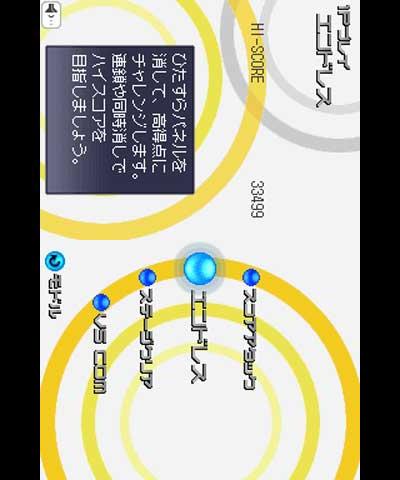 1Pプレイ
エンドレス
HI-SCORE 33499
ひたすらパネルを
消して、高得点に
チャレンジします。
連鎖や同時消しで
ハイスコアを
目指しましょう。
スコアアタック
エンドレス
ステージクリア
VS COM
モドル